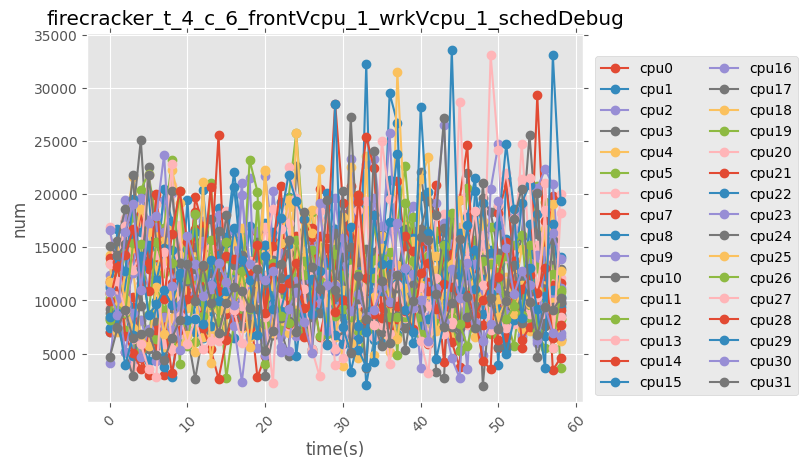 firecracker_t_4_c_6_frontVcpu_1_wrkVcpu_1_schedDebug
35000
30000
25000
20000
15000
10000
5000
num
0
10
20
30
40
50
60
time(s)
cpu0
cpu1
cpu2
cpu3
cpu4
cpu5
cpu6
cpu7
cpu8
cpu9
cpu10
cpu11
cpu12
cpu13
cpu14
cpu15
cpu16
cpu17
cpu18
cpu19
cpu20
cpu21
cpu22
cpu23
cpu24
cpu25
cpu26
cpu27
cpu28
cpu29
cpu30
cpu31